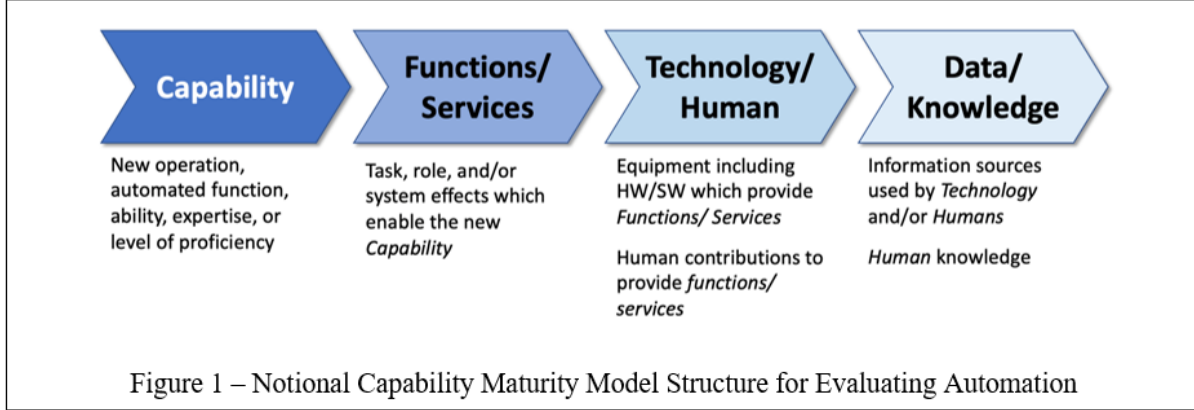 Capability
New operation,
automated function,
ability, expertise, or
level of proficiency
Functions/
Services
Task, role, and/or
system effects which
enable the new
Capability
Technology/
Human
Equipment including
HW/SW which provide
Functions/ Services
Human contributions to
provide functions/
services
Data/
Knowledge
Information sources
used by Technology
and/or Humans
Human knowledge
Figure 1 – Notional Capability Maturity Model Structure for Evaluating Automation